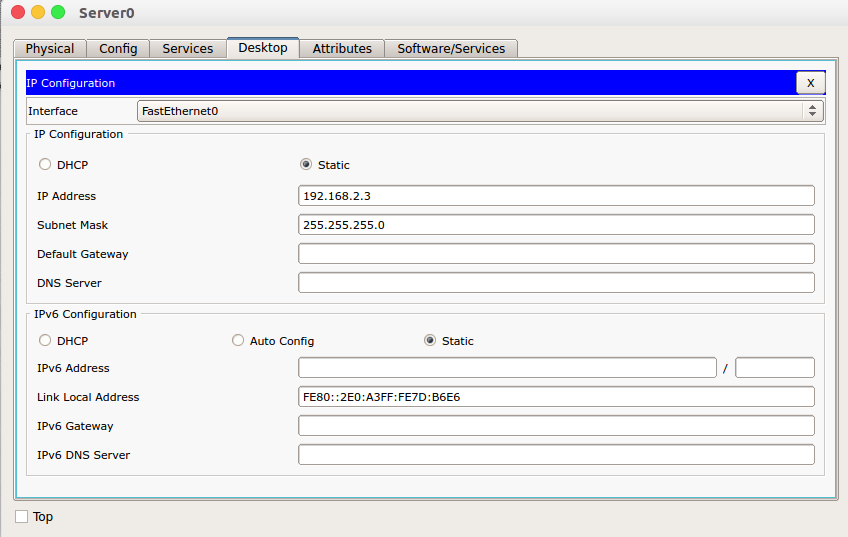 Server0
Physical Config Services Desktop Attributes Software/Services
IP Configuration X
Interface FastEthernet0
IP Configuration
DHCP Static
IP Address 192.168.2.3
Subnet Mask 255.255.255.0
Default Gateway
DNS Server
IPv6 Configuration
DHCP Auto Config Static
IPv6 Address /
Link Local Address FE80::2E0:A3FF:FE7D:B6E6
IPv6 Gateway
IPv6 DNS Server
Top